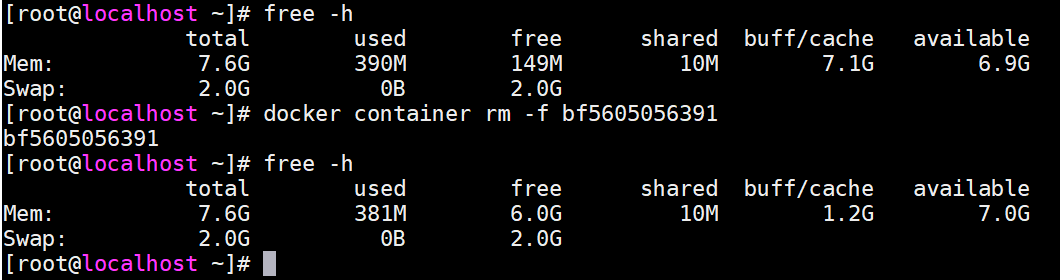 [root@localhost ~]# free -h
              total        used        free      shared  buff/cache   available
Mem:           7.6G        390M        149M         10M        7.1G        6.9G
Swap:          2.0G          0B        2.0G
[root@localhost ~]# docker container rm -f bf5605056391
bf5605056391
[root@localhost ~]# free -h
              total        used        free      shared  buff/cache   available
Mem:           7.6G        381M        6.0G         10M        1.2G        7.0G
Swap:          2.0G          0B        2.0G
[root@localhost ~]#